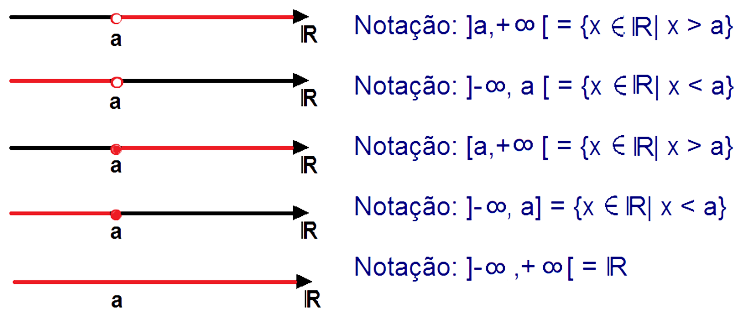 Notação: ]a,+∞[ = {x ∈ ℝ| x > a}
a ℝ
Notação: ]-∞, a [ = {x ∈ ℝ| x < a}
a ℝ
Notação: [a,+∞[ = {x ∈ ℝ| x > a}
a ℝ
Notação: ]-∞, a] = {x ∈ ℝ| x < a}
a ℝ
Notação: ]-∞ ,+∞[ = ℝ
a ℝ